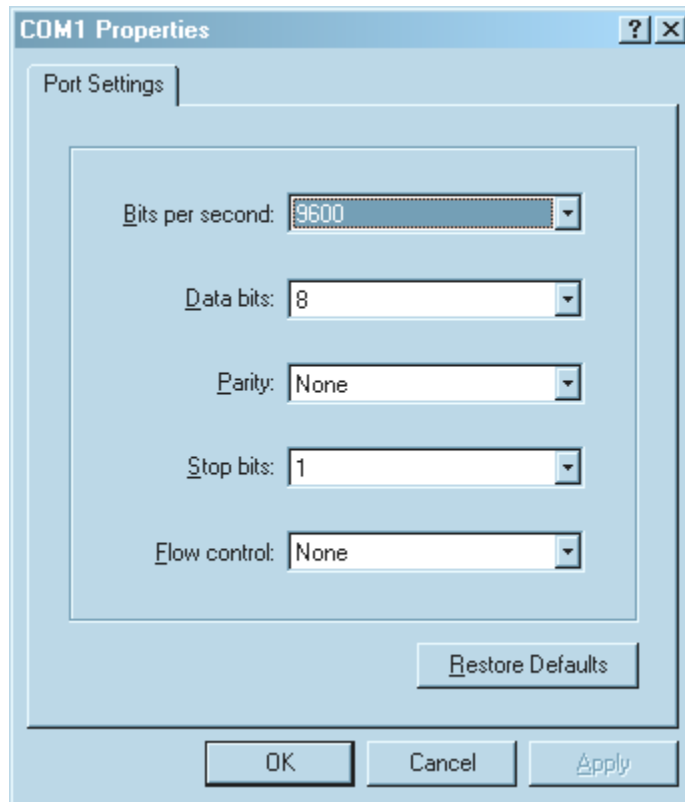 COM1 Properties
Port Settings
Bits per second: 9600
Data bits: 8
Parity: None
Stop bits: 1
Flow control: None
Restore Defaults
OK Cancel Apply